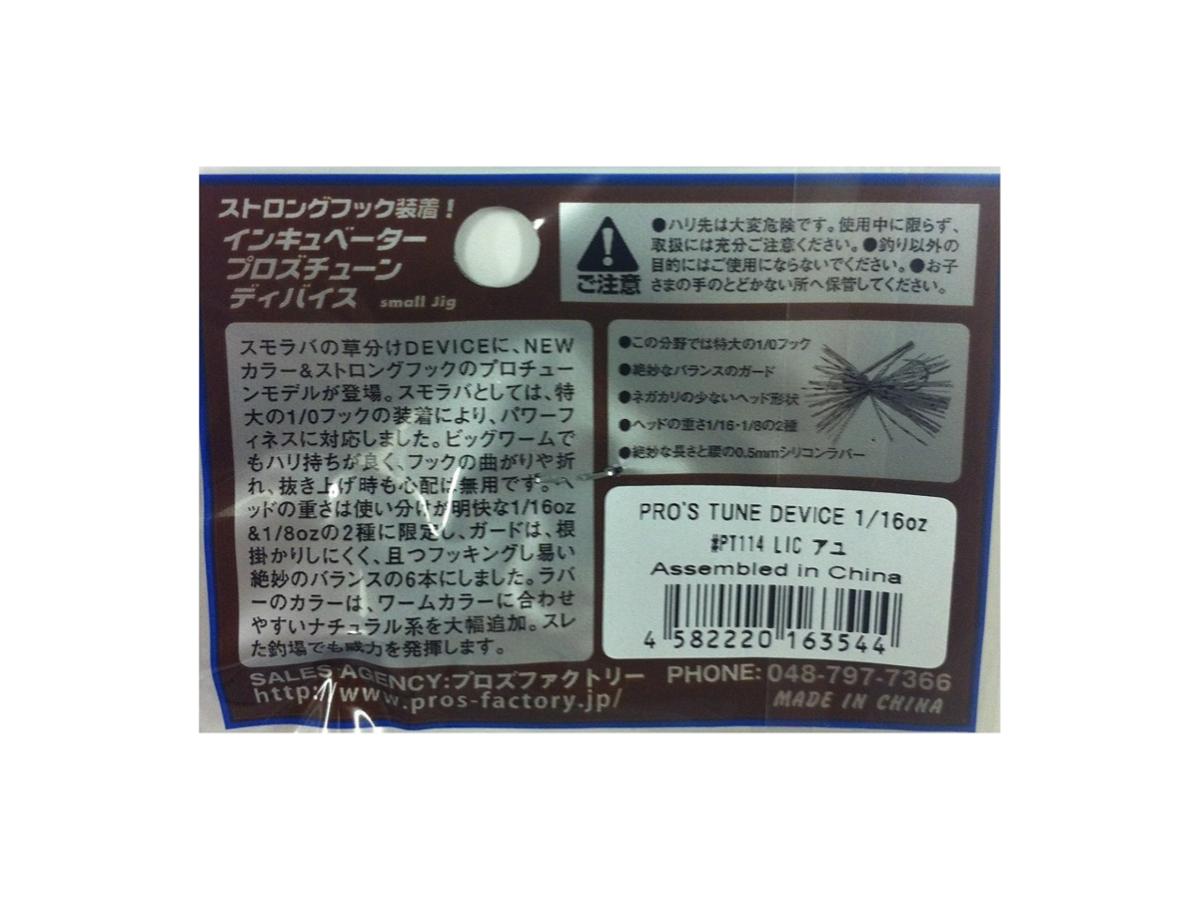 ストロングフック装着!
インキュベーター
プロズチューン
ディバイス small Jig
ご注意
●ハリ先は大変危険です。使用中に限らず、
取扱には充分ご注意ください。●釣り以外の
目的にはご使用にならないでください。●お子
さまの手のとどかない所へ保管してください。
スモラバの草分けDEVICEに、NEW
カラー&ストロングフックのプロチュー
ンモデルが登場。スモラバとしては、特
大の1/0フックの装着により、パワーフ
ィネスに対応しました。ビッグワームで
もハリ持ちが良く、フックの曲がりや折
れ、抜き上げ時も心配は無用です。ヘ
ッドの重さは使い分けが明快な1/16oz
&1/8ozの2種に限定し、ガードは、根
掛かりしにくく、且つフッキングし易い
絶妙のバランスの6本にしました。ラバ
ーのカラーは、ワームカラーに合わせ
やすいナチュラル系を大幅追加。スレ
た釣場でも威力を発揮します。
●この分野では特大の1/0フック
●絶妙なバランスのガード
●ネガカリの少ないヘッド形状
●ヘッドの重さ1/16・1/8の2種
●絶妙な長さと腰の0.5mmシリコンラバー
PRO'S TUNE DEVICE 1/16oz
#PT114 LIC アユ
Assembled in China
4 582220 163544
SALES AGENCY:プロズファクトリー PHONE: 048-797-7366
http://www.pros-factory.jp/
MADE IN CHINA